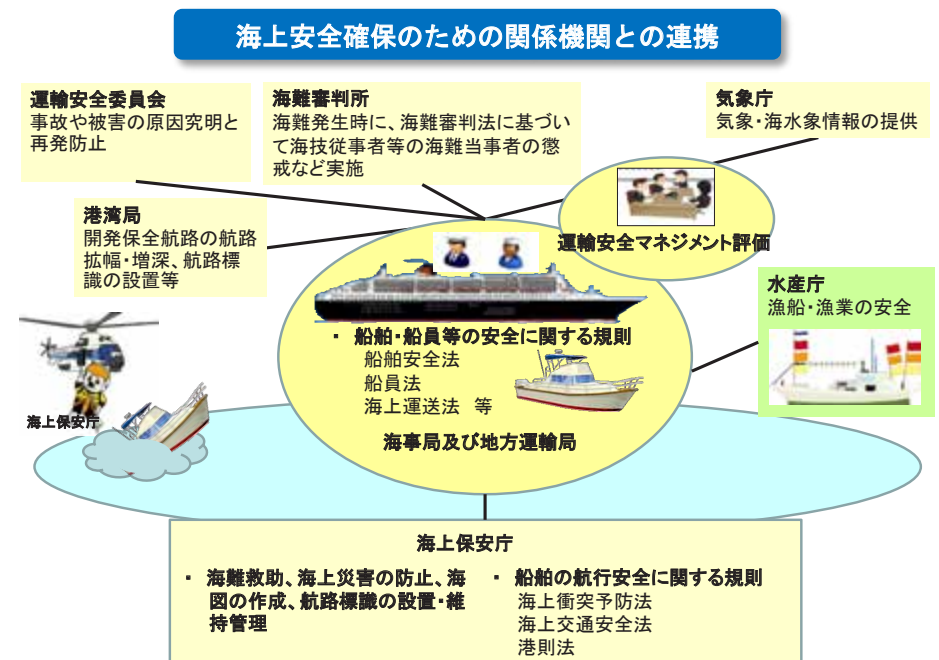 海上安全確保のための関係機関との連携
運輸安全委員会
事故や被害の原因究明と
再発防止
海難審判所
海難発生時に、海難審判法に基づい
て海技従事者等の海難当事者の懲
戒など実施
気象庁
気象・海水象情報の提供
港湾局
開発保全航路の航路
拡幅・増深、航路標
識の設置等
運輸安全マネジメント評価
水産庁
漁船・漁業の安全
・ 船舶・船員等の安全に関する規則
船舶安全法
船員法
海上運送法 等
海事局及び地方運輸局
海上保安庁
海上保安庁
・ 海難救助、海上災害の防止、海
図の作成、航路標識の設置・維
持管理
・ 船舶の航行安全に関する規則
海上衝突予防法
海上交通安全法
港則法